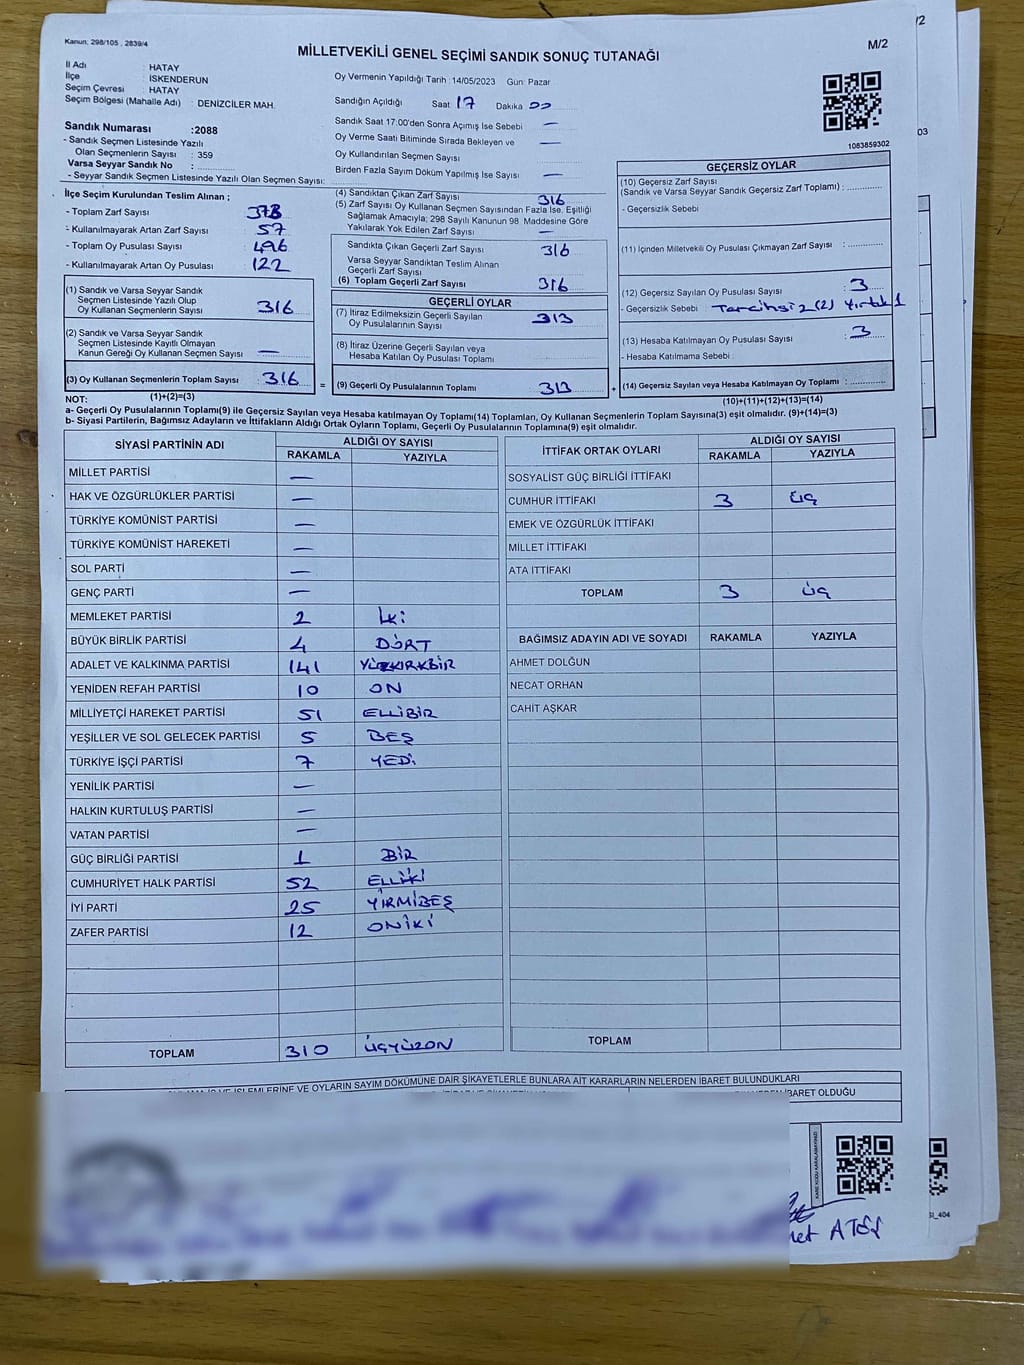 Kanun: 298/105 , 2839/4
M/2
MİLLETVEKİLİ GENEL SEÇİMİ SANDIK SONUÇ TUTANAĞI
İl Adı : HATAY
İlçe : İSKENDERUN
Seçim Çevresi : HATAY
Seçim Bölgesi (Mahalle Adı) : DENİZCİLER MAH.
Oy Vermenin Yapıldığı Tarih : 14/05/2023 Gün: Pazar
Sandığın Açıldığı Saat 17 Dakika 00
Sandık Saat 17:00'den Sonra Açımış İse Sebebi —
Oy Verme Saati Bitiminde Sırada Bekleyen ve —
Oy Kullandırılan Seçmen Sayısı
Birden Fazla Sayım Döküm Yapılmış İse Sayısı —
1083859302
Sandık Numarası :2088
- Sandık Seçmen Listesinde Yazılı
Olan Seçmenlerin Sayısı : 359
Varsa Seyyar Sandık No :
- Seyyar Sandık Seçmen Listesinde Yazılı Olan Seçmen Sayısı:
İlçe Seçim Kurulundan Teslim Alınan ;
- Toplam Zarf Sayısı 373
- Kullanılmayarak Artan Zarf Sayısı 57
- Toplam Oy Pusulası Sayısı 496
- Kullanılmayarak Artan Oy Pusulası 122
(1) Sandık ve Varsa Seyyar Sandık
Seçmen Listesinde Yazılı Olup
Oy Kullanan Seçmenlerin Sayısı 316
(2) Sandık ve Varsa Seyyar Sandık
Seçmen Listesinde Kayıtlı Olmayan
Kanun Gereği Oy Kullanan Seçmen Sayısı —
(3) Oy Kullanan Seçmenlerin Toplam Sayısı : 316
(1)+(2)=(3)
(4) Sandıktan Çıkan Zarf Sayısı 316
(5) Zarf Sayısı Oy Kullanan Seçmen Sayısından Fazla İse, Eşitliği
Sağlamak Amacıyla; 298 Sayılı Kanunun 98. Maddesine Göre
Yakılarak Yok Edilen Zarf Sayısı —
Sandıkta Çıkan Geçerli Zarf Sayısı 316
Varsa Seyyar Sandıktan Teslim Alınan
Geçerli Zarf Sayısı —
(6) Toplam Geçerli Zarf Sayısı 316
GEÇERLİ OYLAR
(7) İtiraz Edilmeksizin Geçerli Sayılan
Oy Pusulalarının Sayısı 313
(8) İtiraz Üzerine Geçerli Sayılan veya
Hesaba Katılan Oy Pusulası Toplamı
= (9) Geçerli Oy Pusulalarının Toplamı 313 +
GEÇERSİZ OYLAR
(10) Geçersiz Zarf Sayısı
(Sandık ve Varsa Seyyar Sandık Geçersiz Zarf Toplamı) :
- Geçersizlik Sebebi
(11) İçinden Milletvekili Oy Pusulası Çıkmayan Zarf Sayısı :
(12) Geçersiz Sayılan Oy Pusulası Sayısı : 3
- Geçersizlik Sebebi : Tercihsiz (2) Yırtık 1
(13) Hesaba Katılmayan Oy Pusulası Sayısı : 3
- Hesaba Katılmama Sebebi :
(14) Geçersiz Sayılan veya Hesaba Katılmayan Oy Toplamı :
(10)+(11)+(12)+(13)=(14)
NOT:
a- Geçerli Oy Pusulalarının Toplamı(9) ile Geçersiz Sayılan veya Hesaba katılmayan Oy Toplamı(14) Toplamları, Oy Kullanan Seçmenlerin Toplam Sayısına(3) eşit olmalıdır. (9)+(14)=(3)
b- Siyasi Partilerin, Bağımsız Adayların ve İttifakların Aldığı Ortak Oyların Toplamı, Geçerli Oy Pusulalarının Toplamına(9) eşit olmalıdır.
SİYASİ PARTİNİN ADI ALDIĞI OY SAYISI
RAKAMLA YAZIYLA
MİLLET PARTİSİ —
HAK VE ÖZGÜRLÜKLER PARTİSİ —
TÜRKİYE KOMÜNİST PARTİSİ —
TÜRKİYE KOMÜNİST HAREKETİ —
SOL PARTİ —
GENÇ PARTİ —
MEMLEKET PARTİSİ 2 İki
BÜYÜK BİRLİK PARTİSİ 4 DÖRT
ADALET VE KALKINMA PARTİSİ 141 YÜZKIRKBİR
YENİDEN REFAH PARTİSİ 10 ON
MİLLİYETÇİ HAREKET PARTİSİ 51 ELLİBİR
YEŞİLLER VE SOL GELECEK PARTİSİ 5 BEŞ
TÜRKİYE İŞÇİ PARTİSİ 7 YEDİ
YENİLİK PARTİSİ —
HALKIN KURTULUŞ PARTİSİ —
VATAN PARTİSİ —
GÜÇ BİRLİĞİ PARTİSİ 1 BİR
CUMHURİYET HALK PARTİSİ 52 ELLİİKİ
İYİ PARTİ 25 YİRMİBEŞ
ZAFER PARTİSİ 12 ONİKİ
TOPLAM 310 ÜÇYÜZON
İTTİFAK ORTAK OYLARI ALDIĞI OY SAYISI
RAKAMLA YAZIYLA
SOSYALİST GÜÇ BİRLİĞİ İTTİFAKI
CUMHUR İTTİFAKI 3 ÜÇ
EMEK VE ÖZGÜRLÜK İTTİFAKI
MİLLET İTTİFAKI
ATA İTTİFAKI
TOPLAM 3 ÜÇ
BAĞIMSIZ ADAYIN ADI VE SOYADI RAKAMLA YAZIYLA
AHMET DOLĞUN
NECAT ORHAN
CAHİT AŞKAR
TOPLAM
İŞLEMLERİNE VE OYLARIN SAYIM DÖKÜMÜNE DAİR ŞİKAYETLERLE BUNLARA AİT KARARLARIN NELERDEN İBARET BULUNDUKLARI
İBARET OLDUĞU
KARE KODU KARALAMAYINIZ!
met ATEŞ
/2
03
SI_404